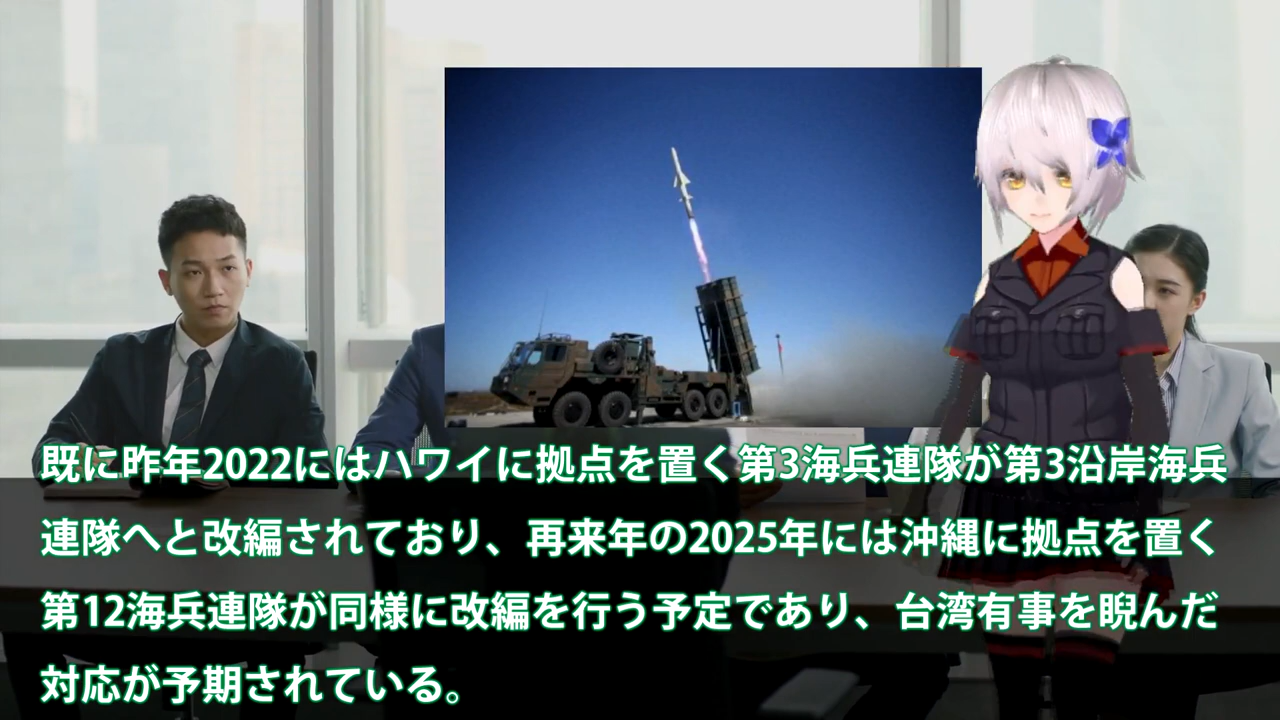 既に昨年2022にはハワイに拠点を置く第3海兵連隊が第3沿岸海兵
連隊へと改編されており、再来年の2025年には沖縄に拠点を置く
第12海兵連隊が同様に改編を行う予定であり、台湾有事を睨んだ
対応が予期されている。